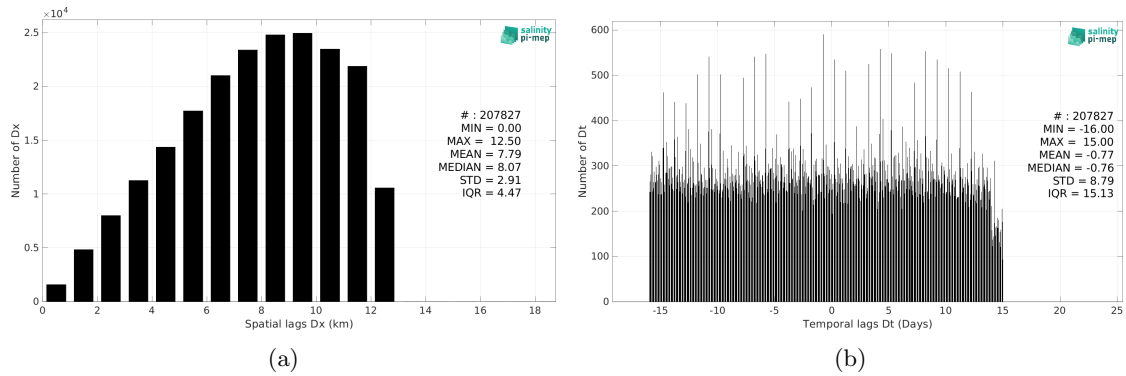 ×10⁴
2.5
2
1.5
1
0.5
0
0 2 4 6 8 10 12 14 16 18
Number of Dx
Spatial lags Dx (km)
salinity
pi-mep
# : 207827
MIN = 0.00
MAX = 12.50
MEAN = 7.79
MEDIAN = 8.07
STD = 2.91
IQR = 4.47
(a)
600
500
400
300
200
100
0
-15 -10 -5 0 5 10 15 20 25
Number of Dt
Temporal lags Dt (Days)
salinity
pi-mep
# : 207827
MIN = -16.00
MAX = 15.00
MEAN = -0.77
MEDIAN = -0.76
STD = 8.79
IQR = 15.13
(b)